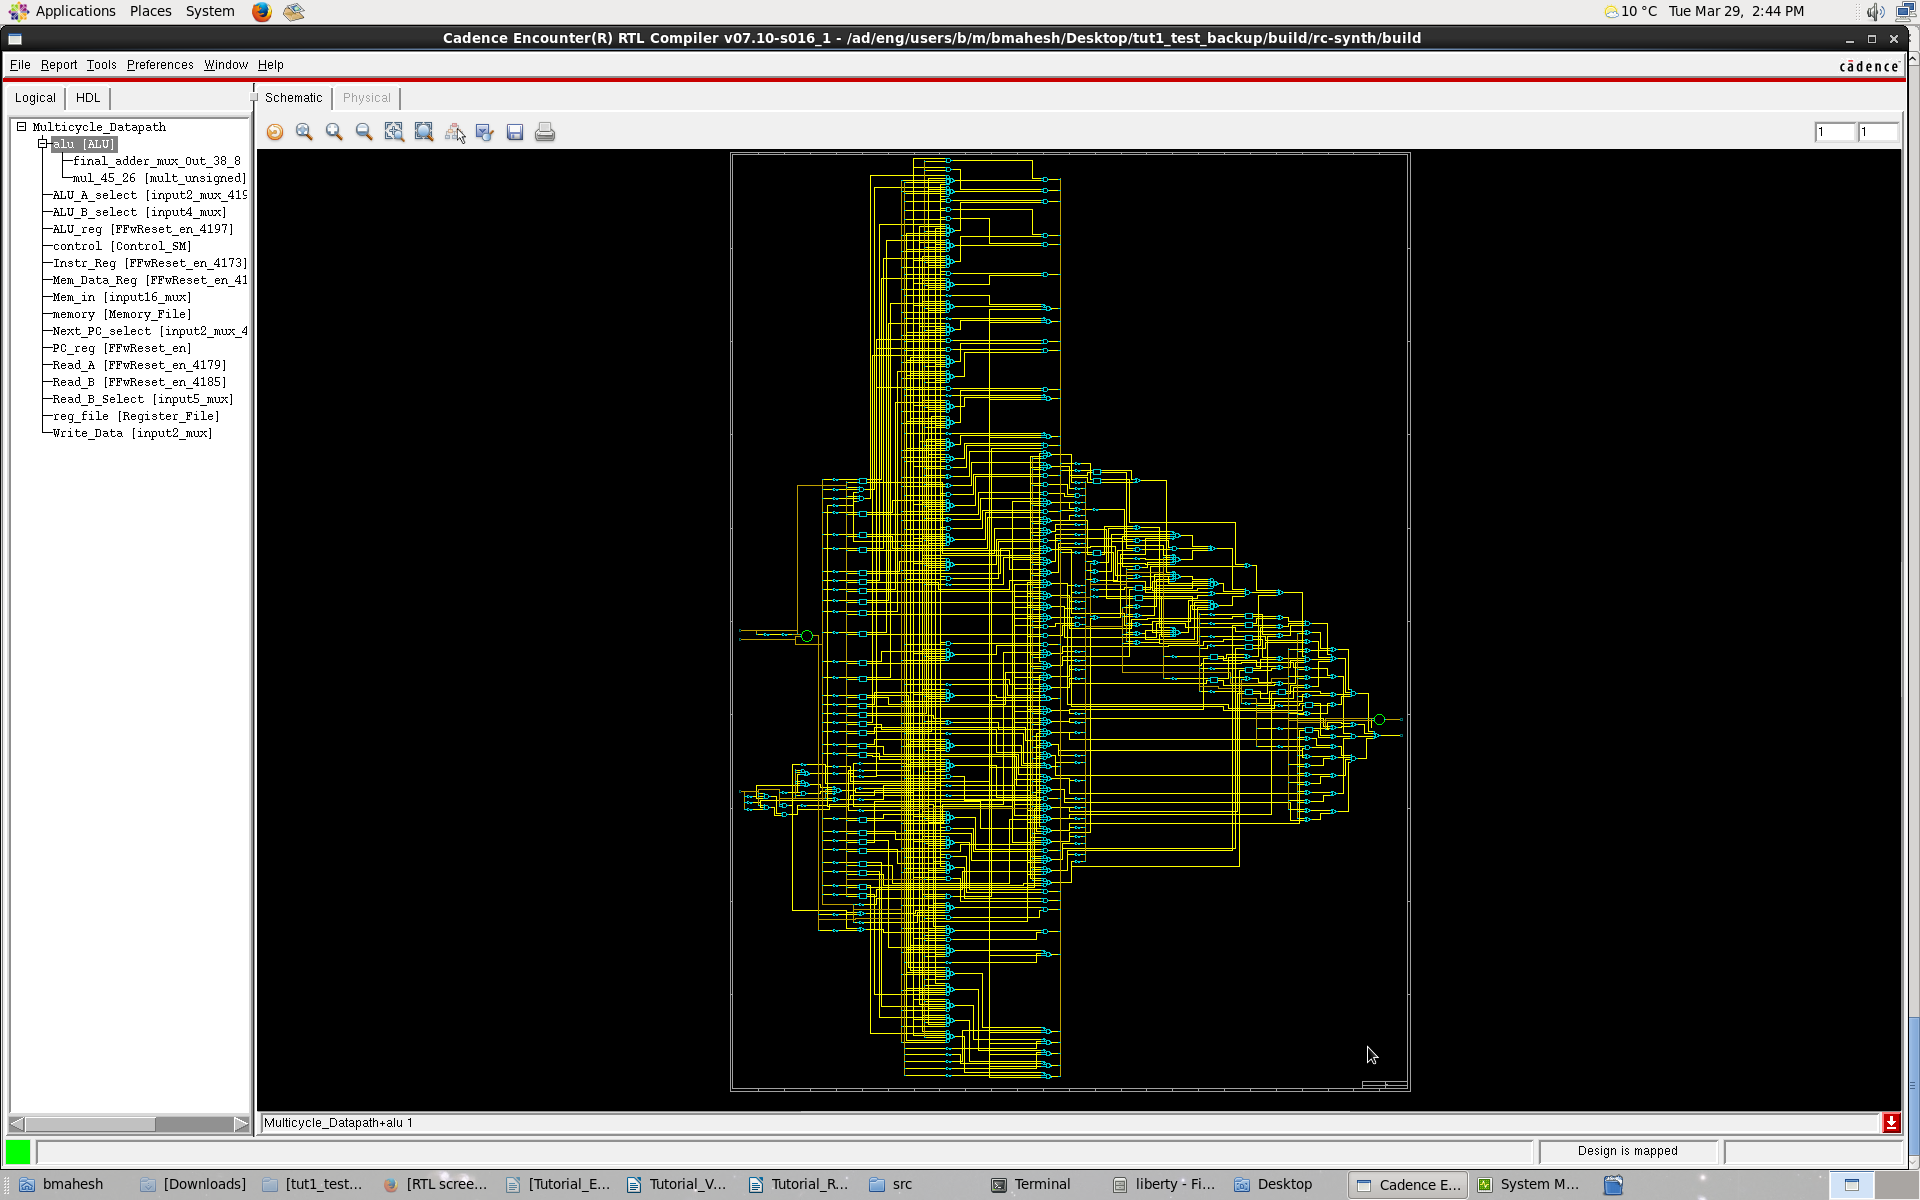 Applications Places System 10 °C Tue Mar 29, 2:44 PM
Cadence Encounter(R) RTL Compiler v07.10-s016_1 - /ad/eng/users/b/m/bmahesh/Desktop/tut1_test_backup/build/rc-synth/build
File Report Tools Preferences Window Help
cādence
Logical HDL
Schematic Physical
1 1
Multicycle_Datapath
alu [ALU]
final_adder_mux_Out_38_8
mul_45_26 [mult_unsigned]
ALU_A_select [input2_mux_419
ALU_B_select [input4_mux]
ALU_reg [FFwReset_en_4197]
control [Control_SM]
Instr_Reg [FFwReset_en_4173]
Mem_Data_Reg [FFwReset_en_41
Mem_in [input16_mux]
memory [Memory_File]
Next_PC_select [input2_mux_4
PC_reg [FFwReset_en]
Read_A [FFwReset_en_4179]
Read_B [FFwReset_en_4185]
Read_B_Select [input5_mux]
reg_file [Register_File]
Write_Data [input2_mux]
Multicycle_Datapath+alu 1
Design is mapped
bmahesh [Downloads] [tut1_test... [RTL scree... [Tutorial_E... Tutorial_V... Tutorial_R... src Terminal liberty - Fi... Desktop Cadence E... System M...